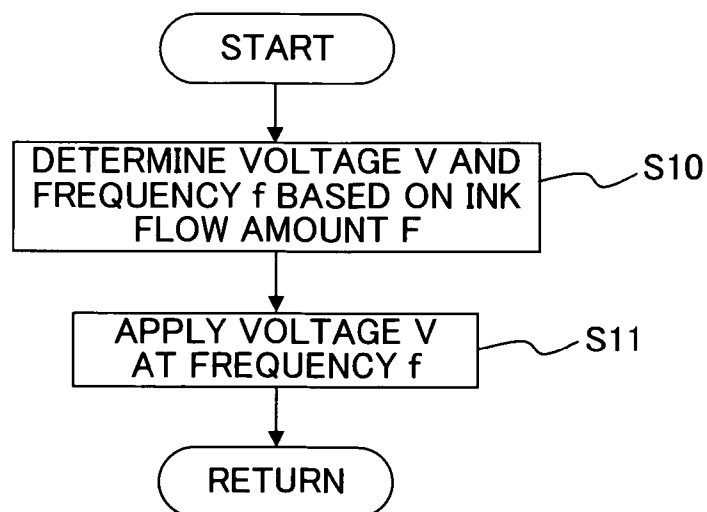 START
DETERMINE VOLTAGE V AND
FREQUENCY f BASED ON INK
FLOW AMOUNT F
S10
APPLY VOLTAGE V
AT FREQUENCY f
S11
RETURN